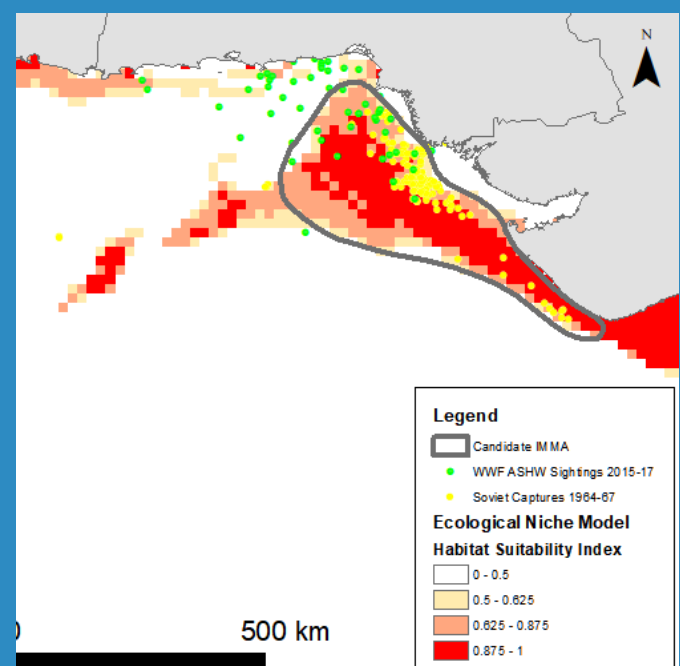 N
Legend
Candidate IMMA
WWF ASHW Sightings 2015-17
Soviet Captures 1964-67
Ecological Niche Model
Habitat Suitability Index
0 - 0.5
0.5 - 0.625
0.625 - 0.875
0.875 - 1
500 km